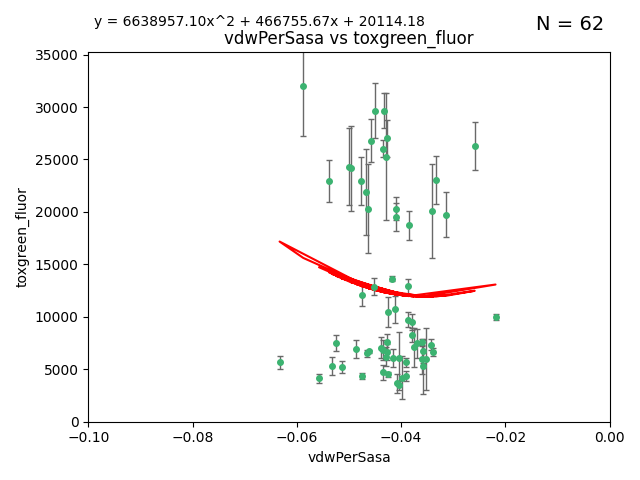 y = 6638957.10x^2 + 466755.67x + 20114.18
N = 62
vdwPerSasa vs toxgreen_fluor
35000
30000
25000
20000
15000
10000
5000
0
toxgreen_fluor
−0.10 −0.08 −0.06 −0.04 −0.02 0.00
vdwPerSasa